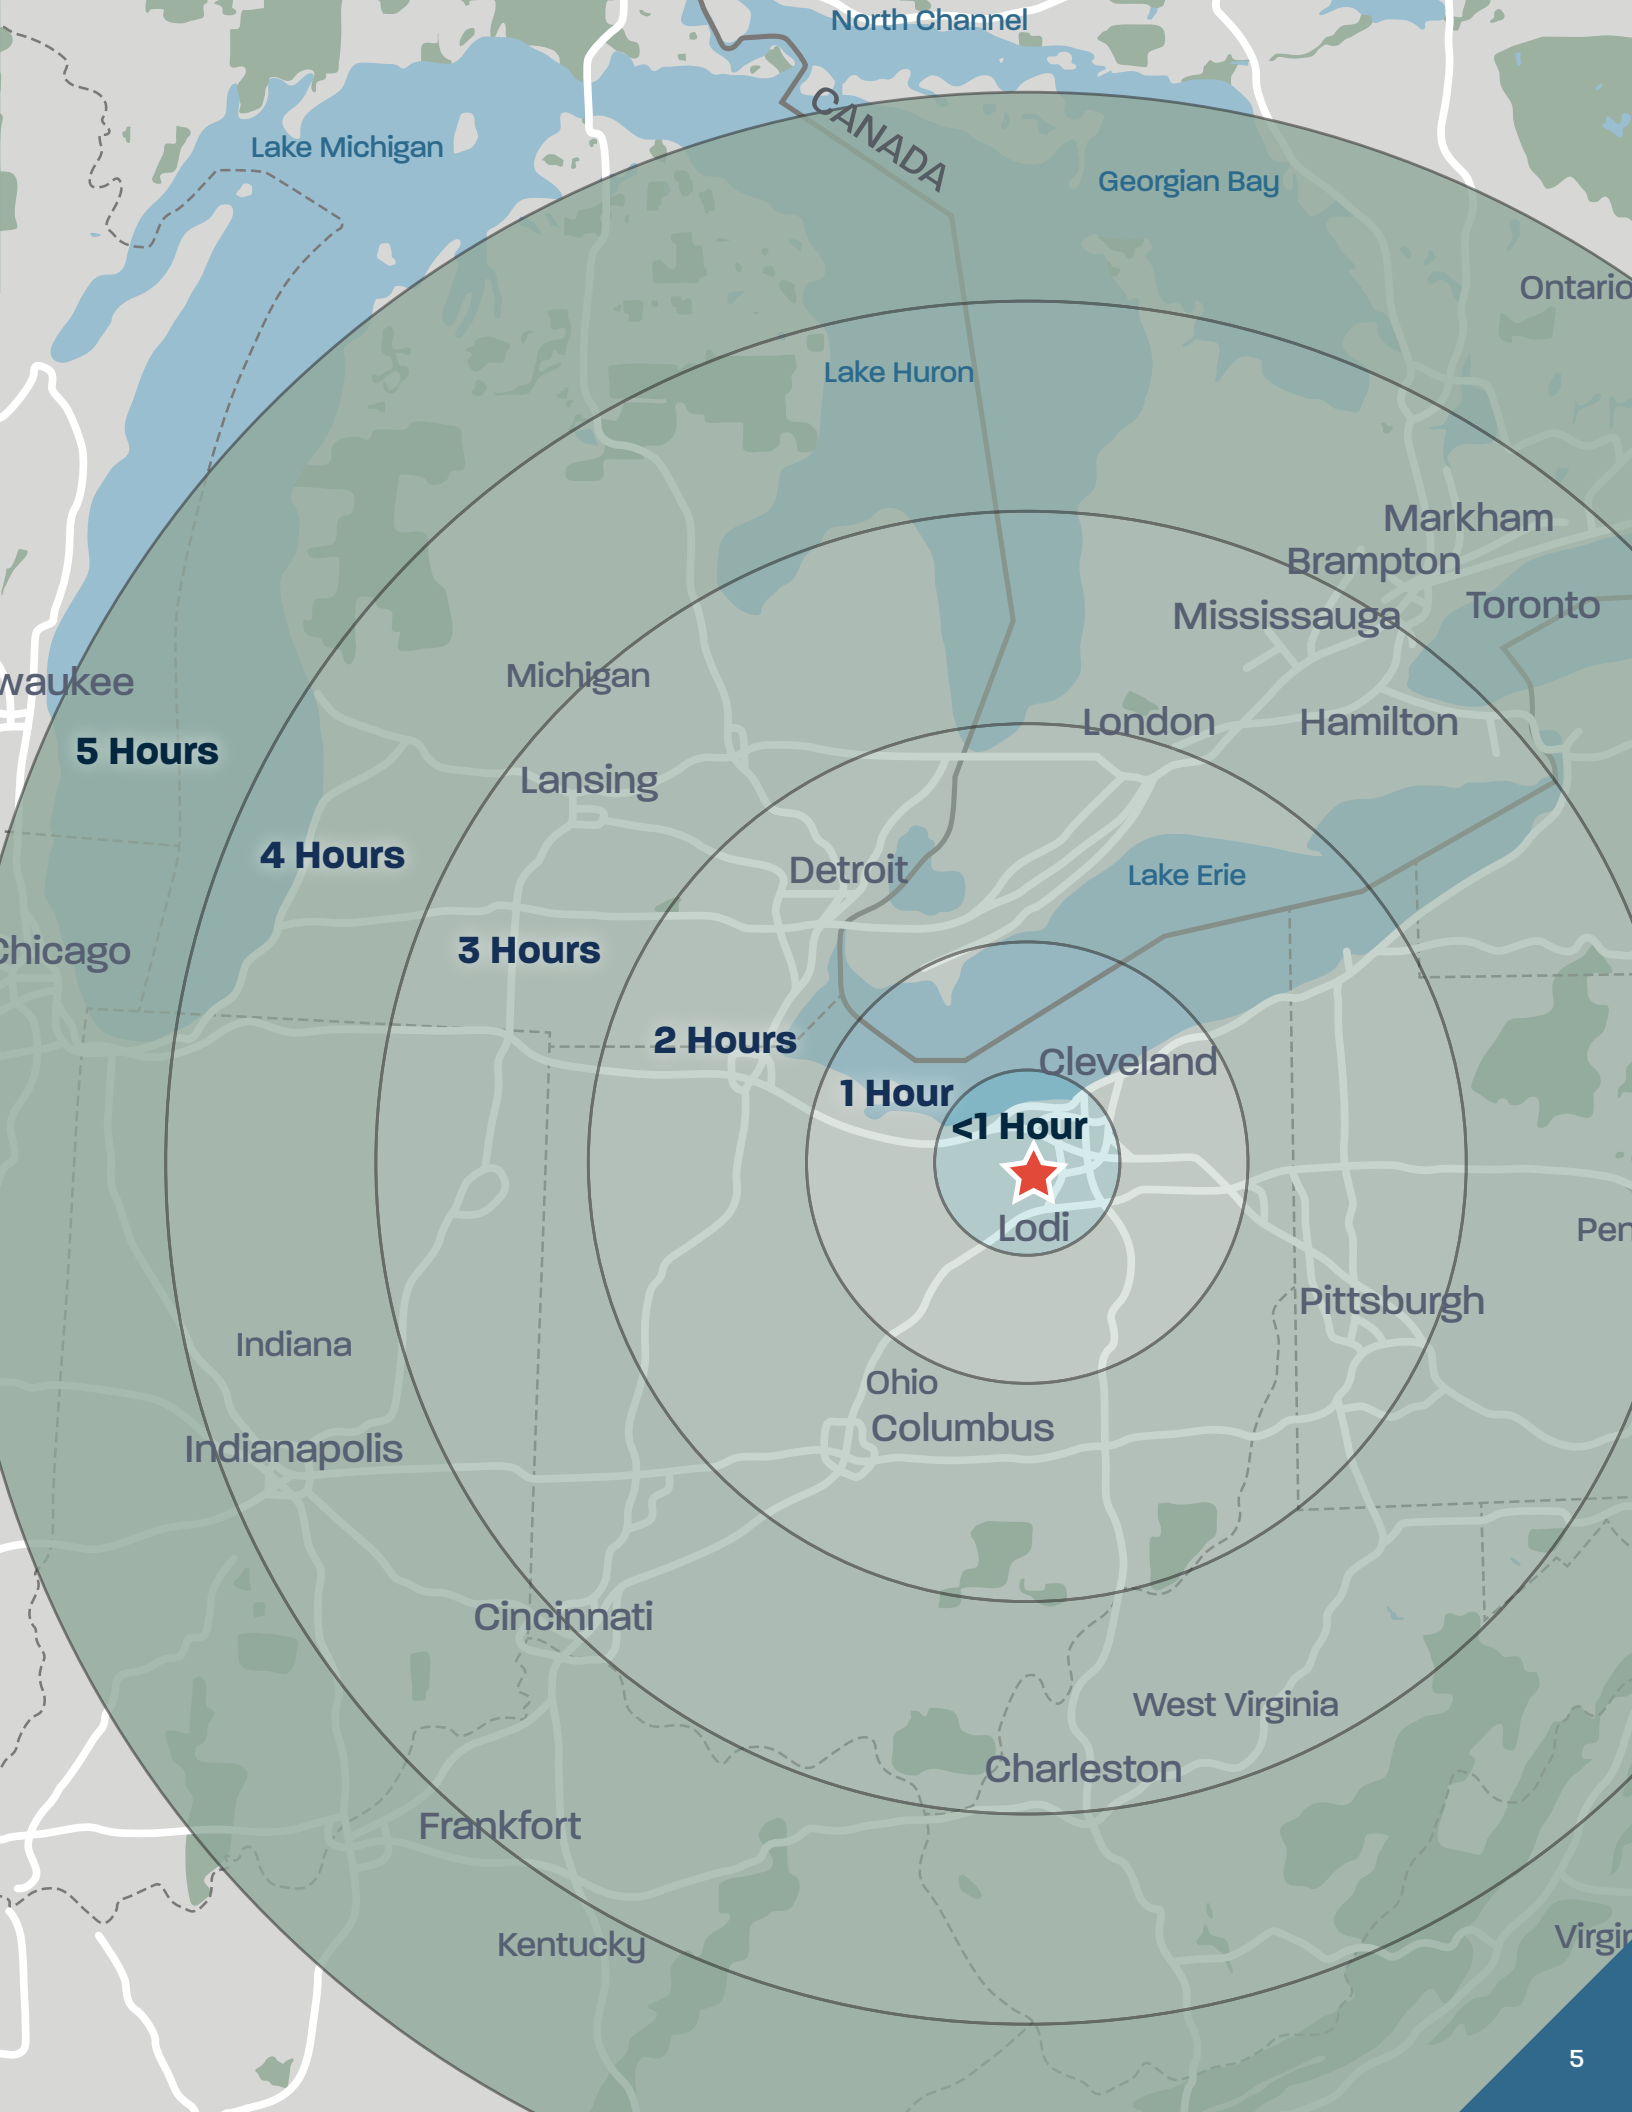 North Channel
CANADA
Lake Michigan
Georgian Bay
Ontario
Lake Huron
Markham
Brampton
Toronto
Mississauga
Michigan
waukee
London
Hamilton
5 Hours
Lansing
4 Hours
Detroit
Lake Erie
3 Hours
Chicago
2 Hours
Cleveland
1 Hour
<1 Hour
Lodi
Pen
Pittsburgh
Indiana
Ohio
Columbus
Indianapolis
Cincinnati
West Virginia
Charleston
Frankfort
Kentucky
Virgin
5